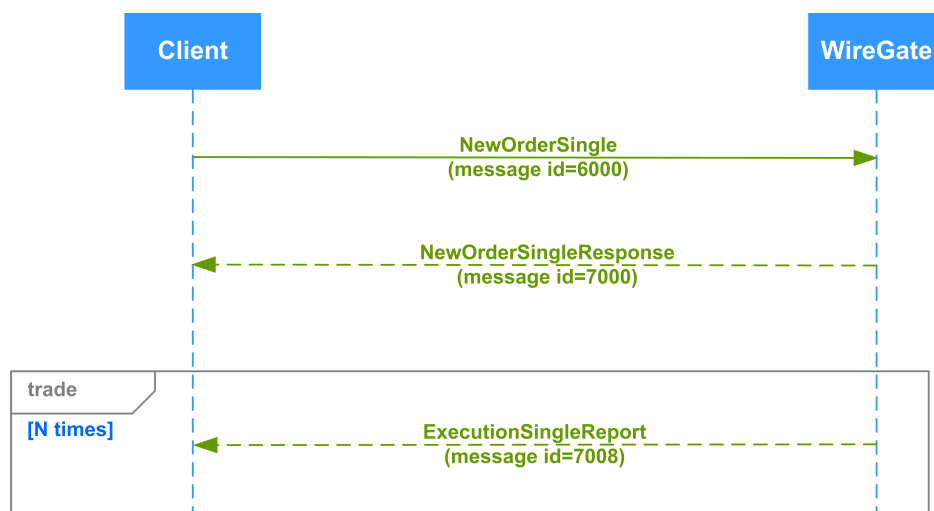 Client
WireGate
NewOrderSingle
(message id=6000)
NewOrderSingleResponse
(message id=7000)
trade
[N times]
ExecutionSingleReport
(message id=7008)